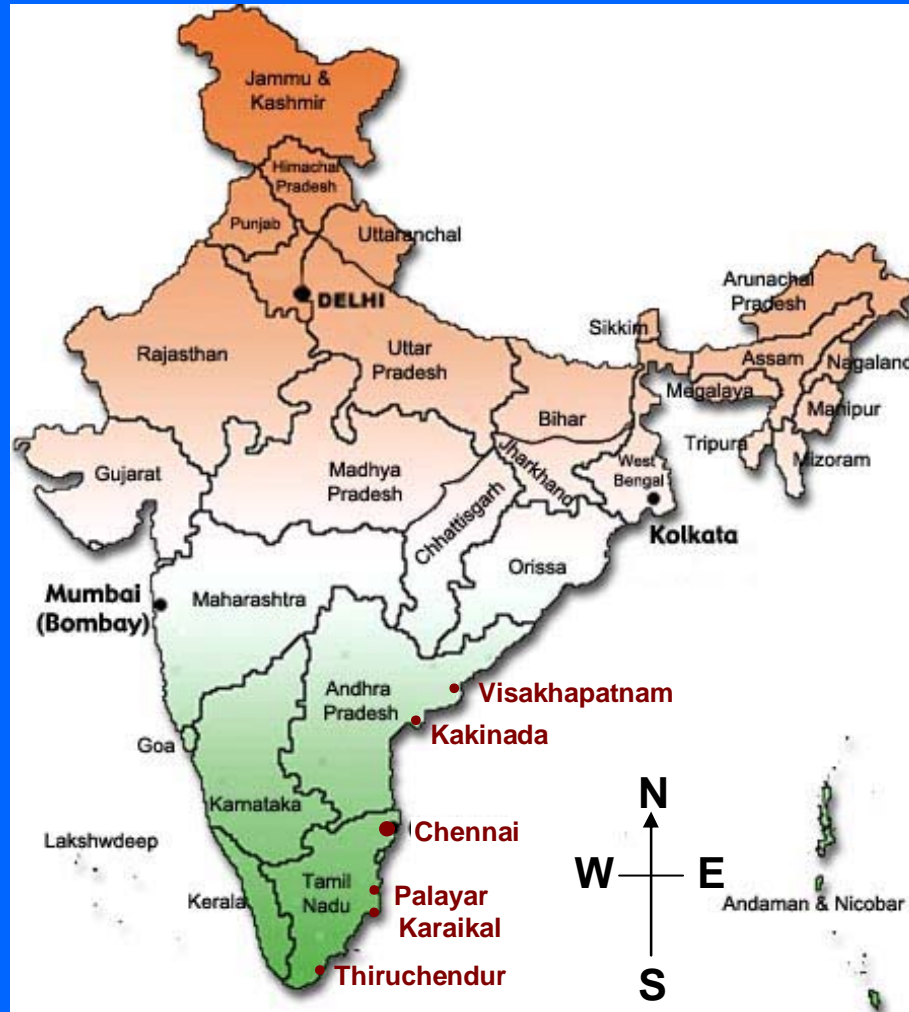 Jammu &
Kashmir
Himachal
Pradesh
Punjab
Uttaranchal
DELHI
Arunachal
Pradesh
Sikkim
Rajasthan
Uttar
Pradesh
Assam
Nagaland
Megalaya
Bihar
Manipur
Tripura
Mizoram
Gujarat
Madhya
Pradesh
Jharkhand
West
Bengal
Chhattisgarh
Kolkata
Orissa
Mumbai
(Bombay)
Maharashtra
Andhra
Pradesh
Visakhapatnam
Kakinada
Goa
Karnataka
Chennai
N
Lakshwdeep
W
E
Kerala
Tamil
Nadu
Palayar
Karaikal
Andaman & Nicobar
Thiruchendur
S